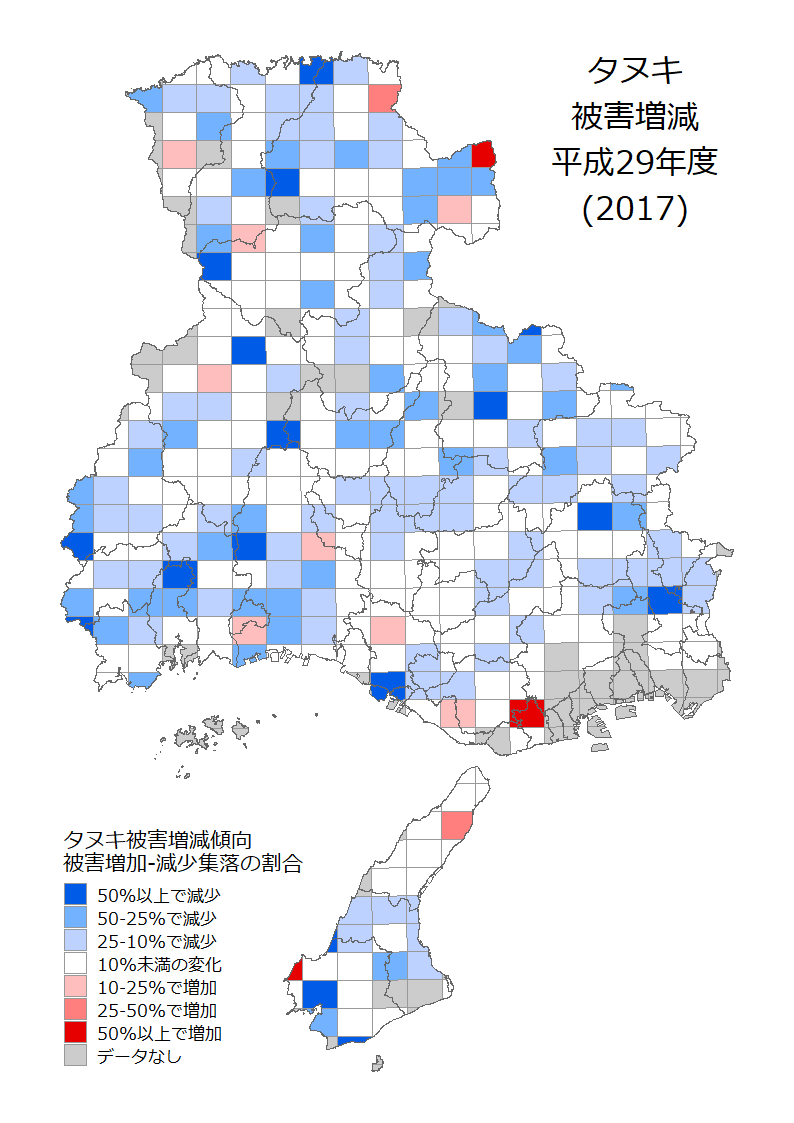 タヌキ
被害増減
平成29年度
(2017)
タヌキ被害増減傾向
被害増加-減少集落の割合
50%以上で減少
50-25%で減少
25-10%で減少
10%未満の変化
10-25%で増加
25-50%で増加
50%以上で増加
データなし